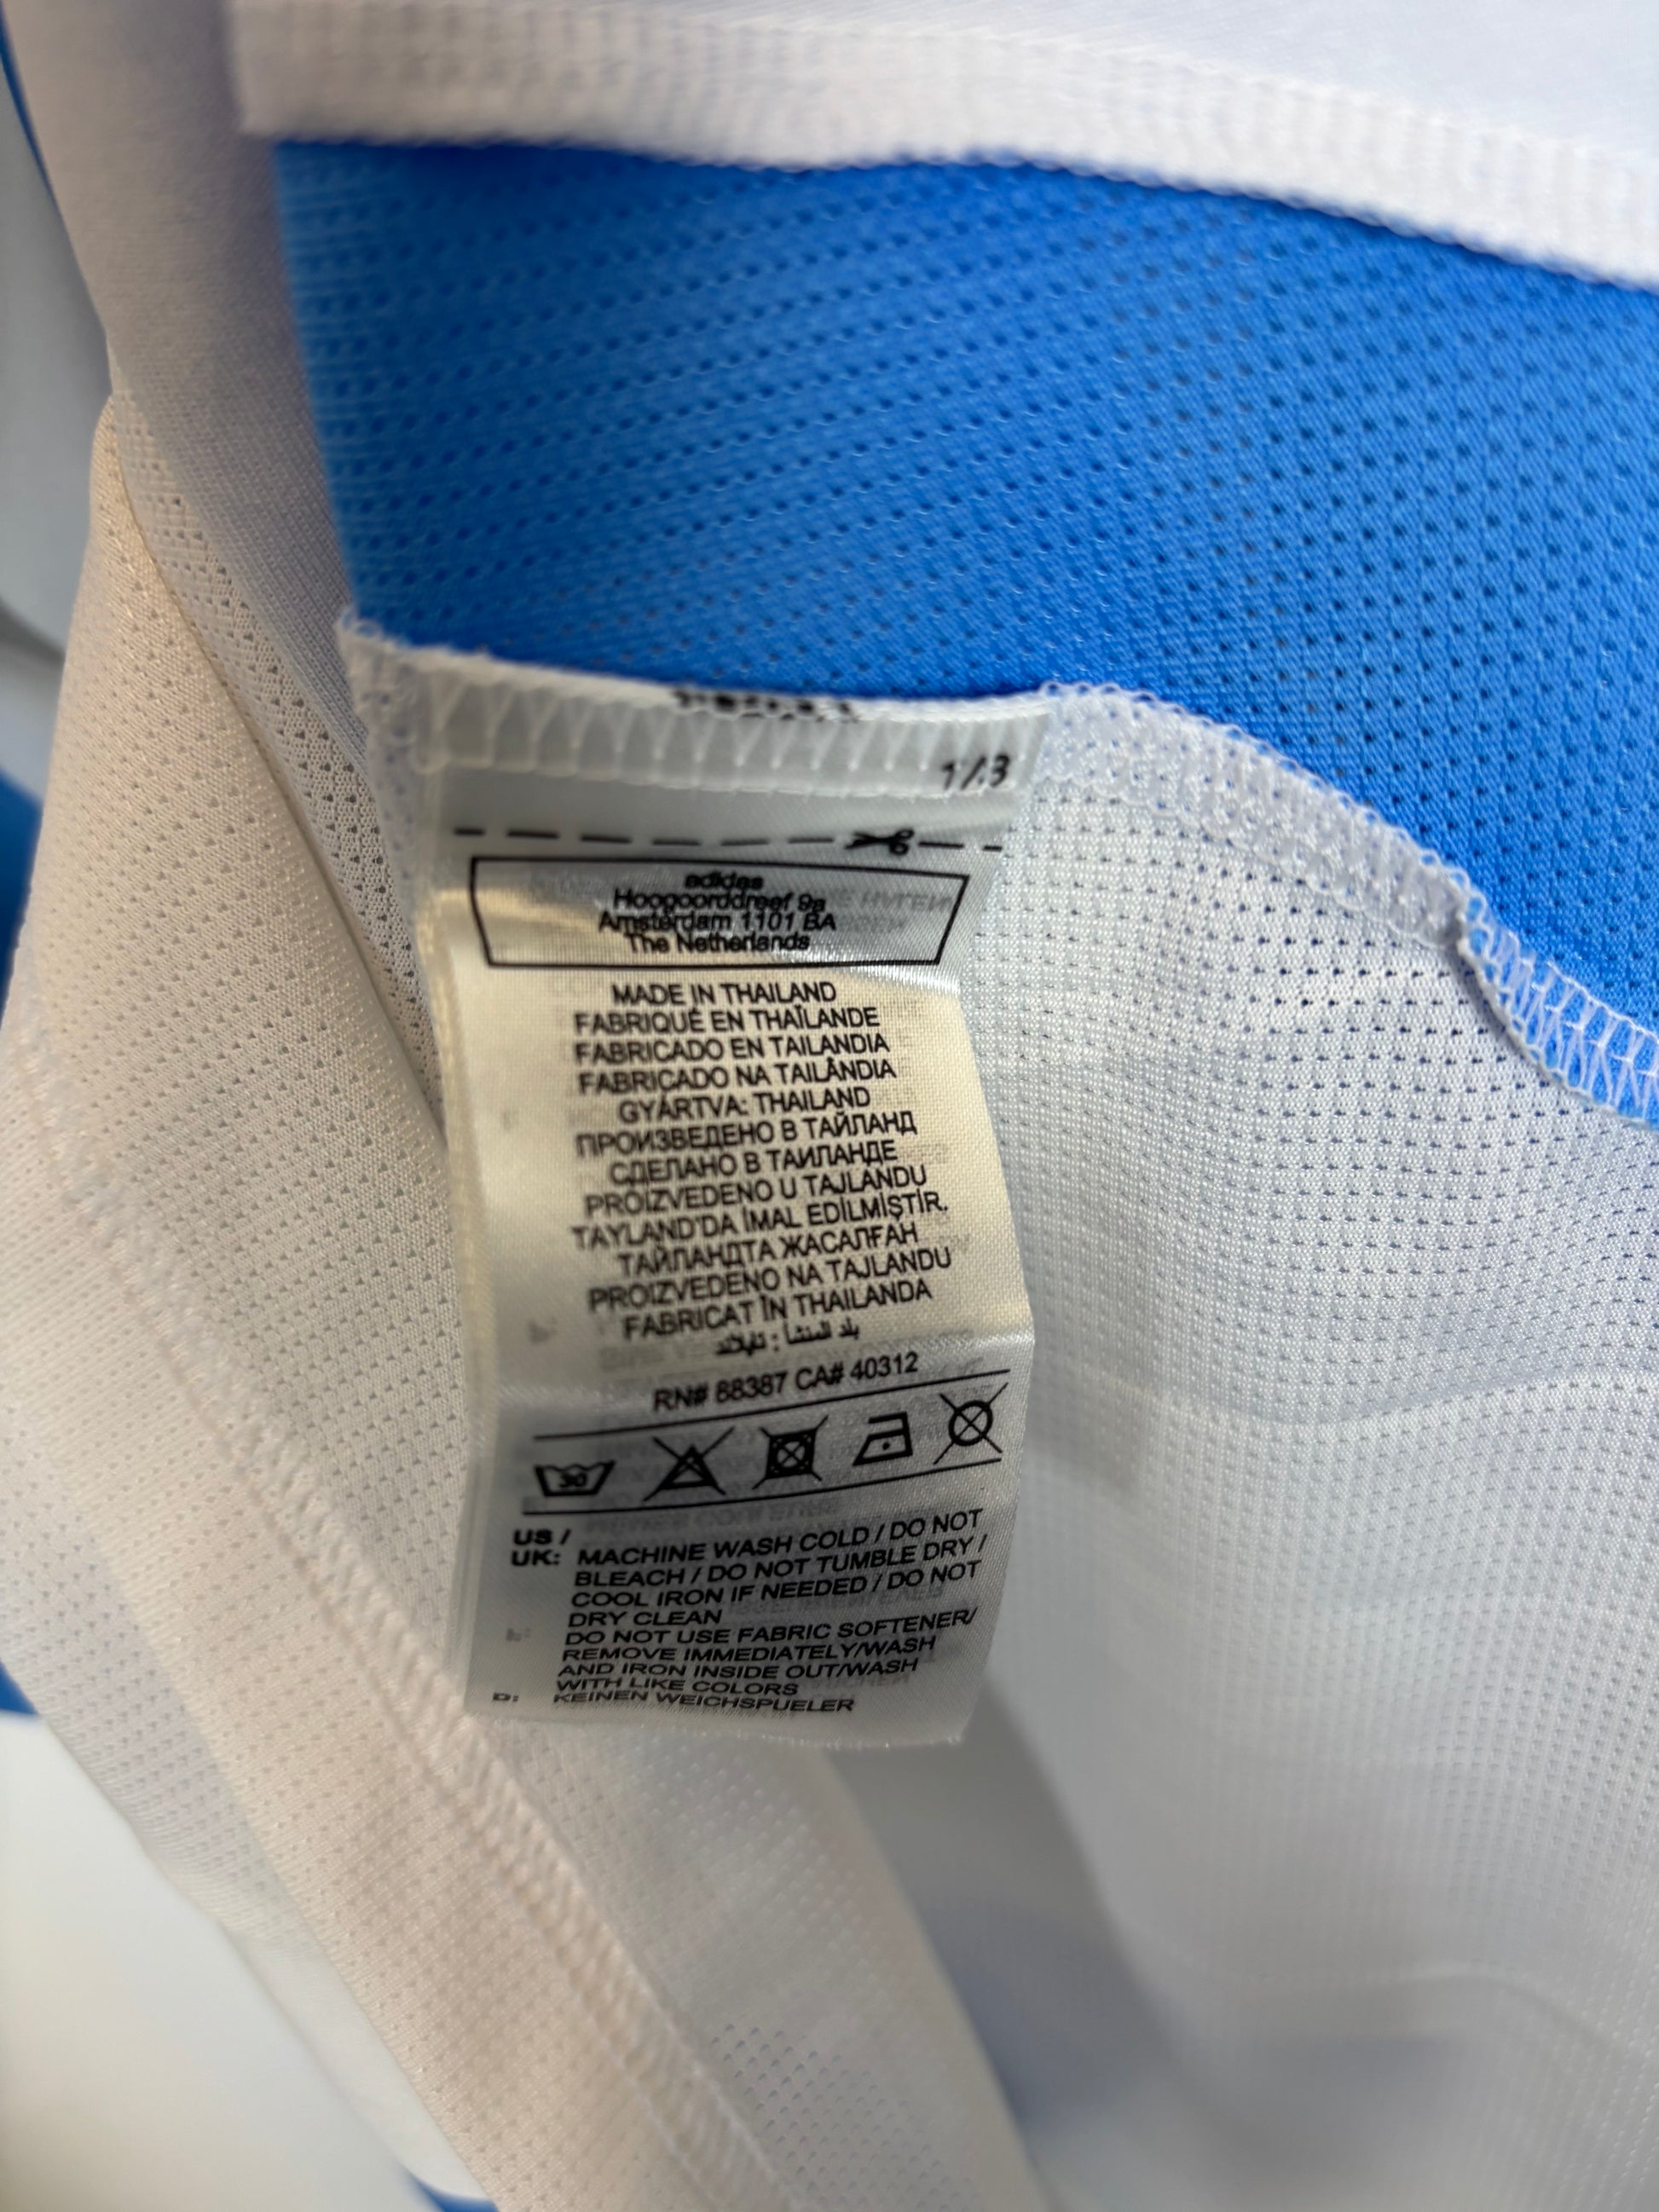 1/3
adidas
Hoogoorddreef 9a
Amsterdam 1101 BA
The Netherlands
MADE IN THAILAND
FABRIQUÉ EN THAÏLANDE
FABRICADO EN TAILANDIA
FABRICADO NA TAILÂNDIA
GYÁRTVA: THAILAND
ПРОИЗВЕДЕНО В ТАЙЛАНД
СДЕЛАНО В ТАИЛАНДЕ
PROIZVEDENO U TAJLANDU
TAYLAND'DA İMAL EDİLMİŞTİR.
ТАЙЛАНДТА ЖАСАЛҒАН
PROIZVEDENO NA TAJLANDU
FABRICAT ÎN THAILANDA
بلد المنشأ : تايلاند
RN# 88387 CA# 40312
30
US /
UK: MACHINE WASH COLD / DO NOT
BLEACH / DO NOT TUMBLE DRY /
COOL IRON IF NEEDED / DO NOT
DRY CLEAN
DO NOT USE FABRIC SOFTENER/
REMOVE IMMEDIATELY/WASH
AND IRON INSIDE OUT/WASH
WITH LIKE COLORS
D: KEINEN WEICHSPUELER